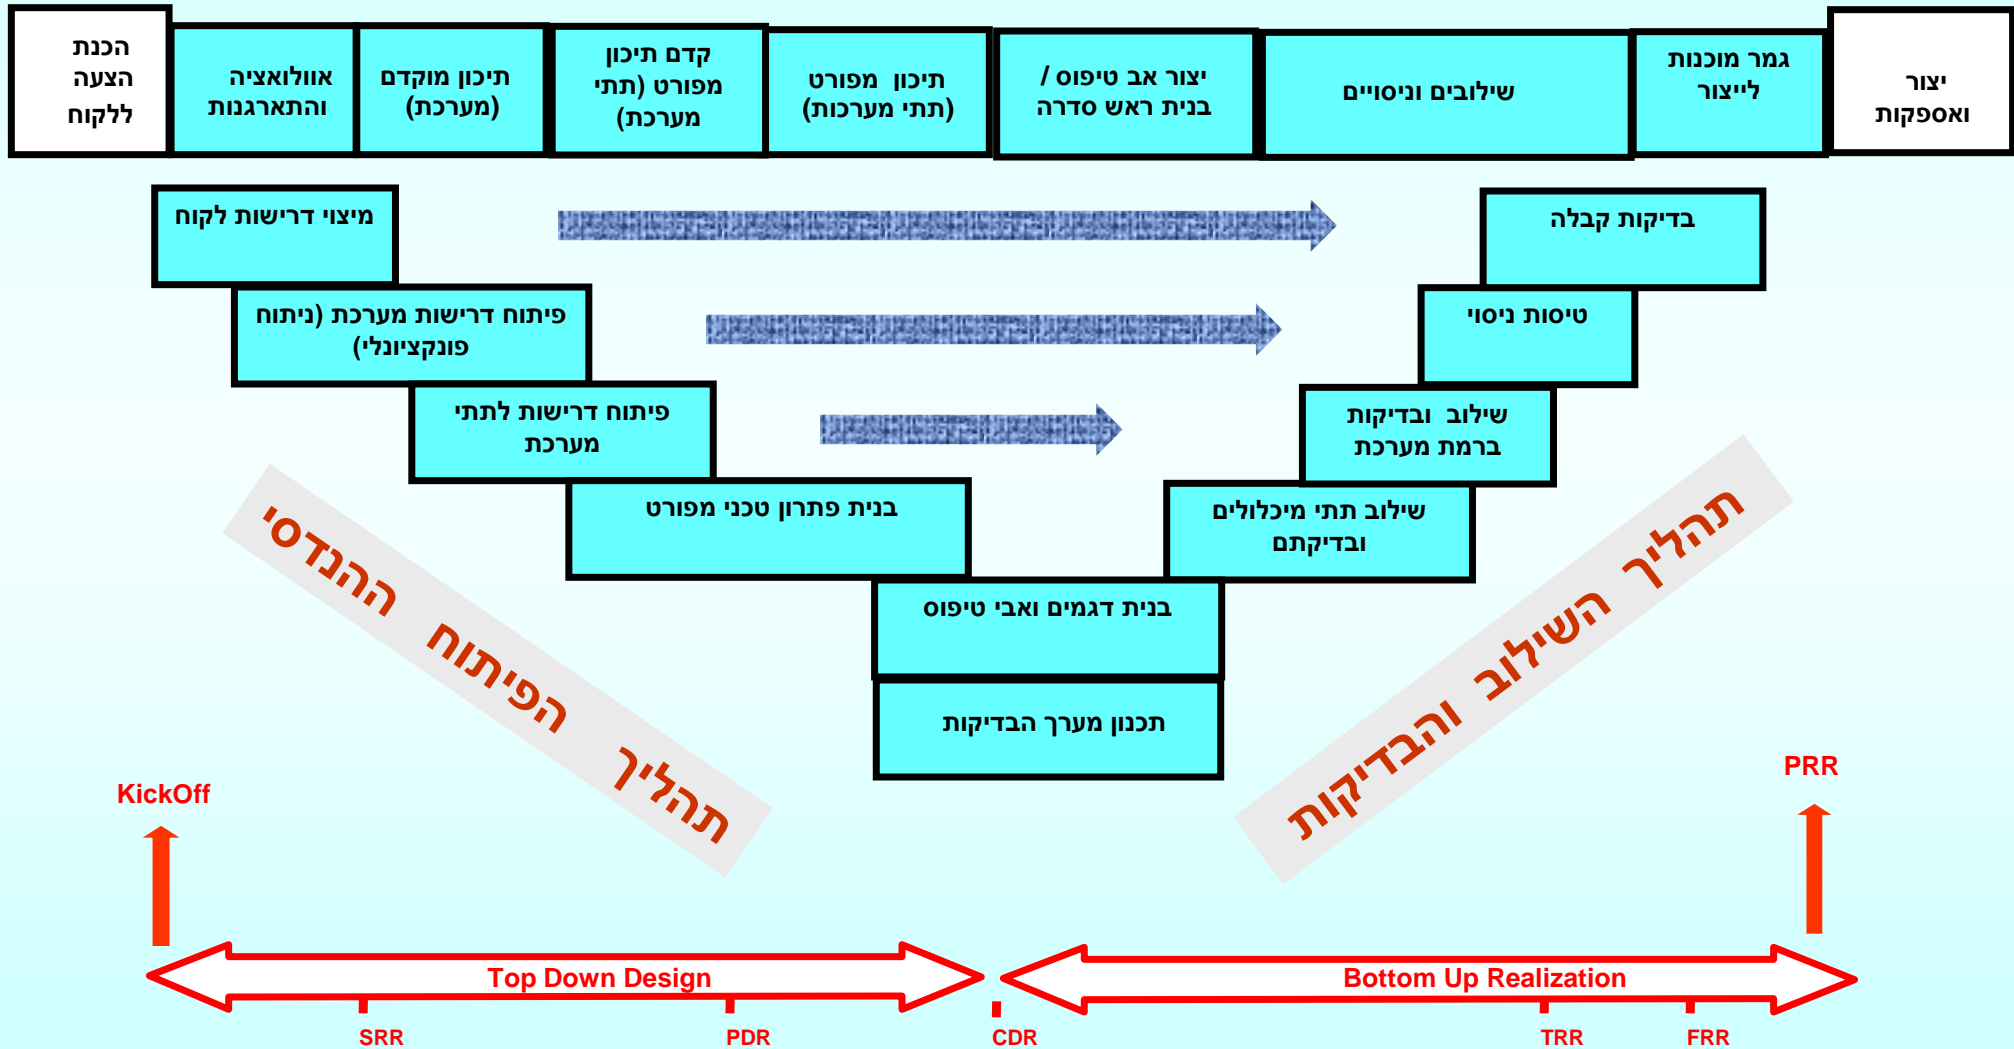 הכנת
הצעה
ללקוח
אוולואציה
והתארגנות
תיכון מוקדם
(מערכת)
קדם תיכון
מפורט (תתי
מערכת)
תיכון מפורט
(תתי מערכות)
יצור אב טיפוס /
בנית ראש סדרה
שילובים וניסויים
גמר מוכנות
לייצור
יצור
ואספקות
מיצוי דרישות לקוח
פיתוח דרישות מערכת (ניתוח
פונקציונלי)
פיתוח דרישות לתתי
מערכת
בנית פתרון טכני מפורט
בנית דגמים ואבי טיפוס
תכנון מערך הבדיקות
שילוב תתי מיכלולים
ובדיקתם
שילוב ובדיקות
ברמת מערכת
טיסות ניסוי
בדיקות קבלה
תהליך הפיתוח ההנדסי
תהליך השילוב והבדיקות
KickOff
PRR
Top Down Design
Bottom Up Realization
SRR
PDR
CDR
TRR
FRR